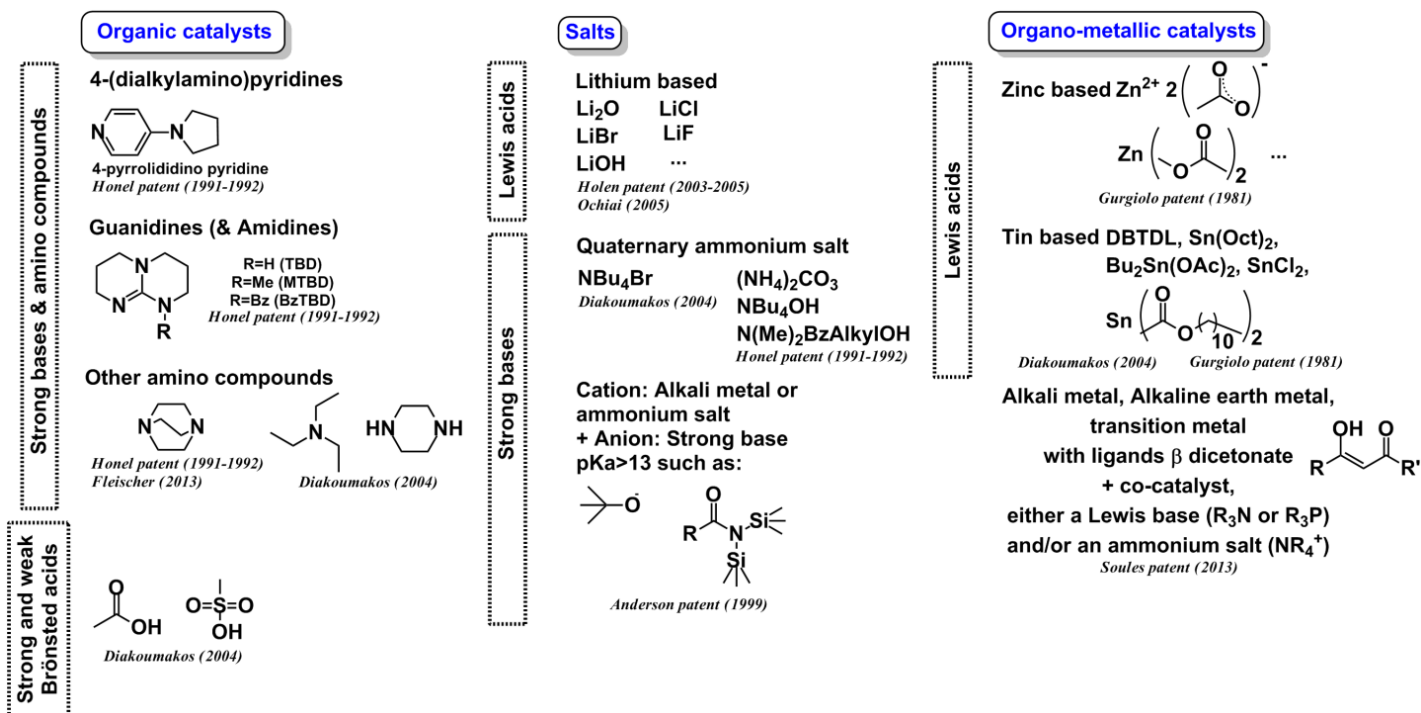 Organic catalysts
Strong bases & amino compounds
4-(dialkylamino)pyridines
N
N
4-pyrrolididino pyridine
Honel patent (1991-1992)
Guanidines (& Amidines)
N
N
N
R
R=H (TBD)
R=Me (MTBD)
R=Bz (BzTBD)
Honel patent (1991-1992)
Other amino compounds
N
N
N
HN
NH
Honel patent (1991-1992)
Fleischer (2013)
Diakoumakos (2004)
Strong and weak
Brönsted acids
O
OH
O=S=O
OH
Diakoumakos (2004)
Salts
Lewis acids
Lithium based
Li2O LiCl
LiBr LiF
LiOH ...
Holen patent (2003-2005)
Ochiai (2005)
Strong bases
Quaternary ammonium salt
NBu4Br (NH4)2CO3
Diakoumakos (2004)
NBu4OH
N(Me)2BzAlkylOH
Honel patent (1991-1992)
Cation: Alkali metal or
ammonium salt
+ Anion: Strong base
pKa>13 such as:
O-
O
R
N
Si
Si
Anderson patent (1999)
Organo-metallic catalysts
Lewis acids
Zinc based Zn2+ 2 ( O O )-
Zn ( O O )2 ...
Gurgiolo patent (1981)
Tin based DBTDL, Sn(Oct)2,
Bu2Sn(OAc)2, SnCl2,
Sn ( O O 10 )2
Diakoumakos (2004) Gurgiolo patent (1981)
Alkali metal, Alkaline earth metal,
transition metal
with ligands β dicetonate
+ co-catalyst,
either a Lewis base (R3N or R3P)
and/or an ammonium salt (NR4+)
Soules patent (2013)
OH O
R R'